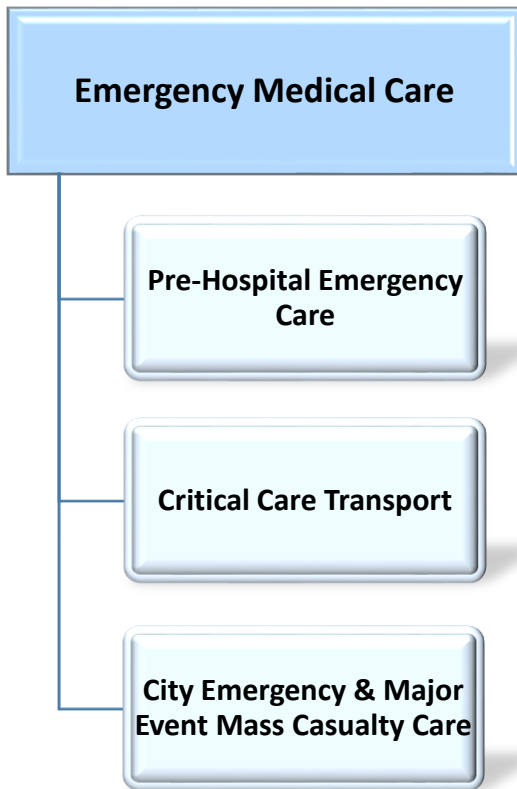 Emergency Medical Care
Pre-Hospital Emergency
Care
Critical Care Transport
City Emergency & Major
Event Mass Casualty Care